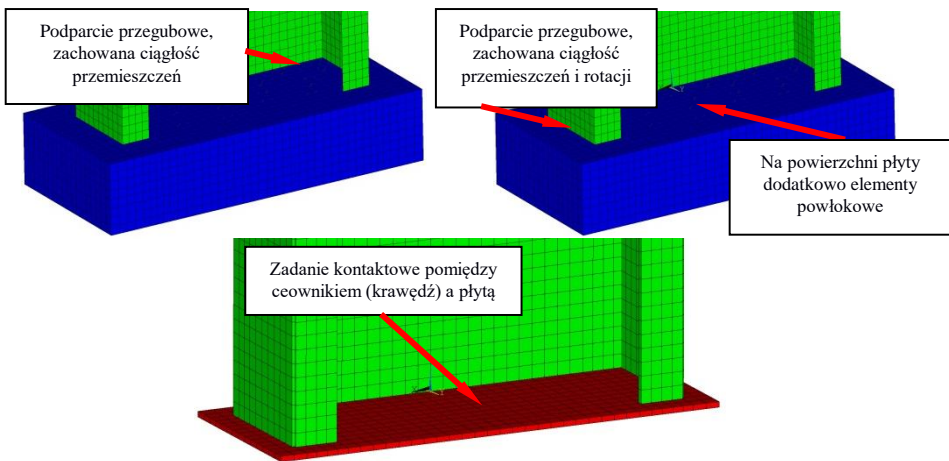 Podparcie przegubowe,
zachowana ciągłość
przemieszczeń
Podparcie przegubowe,
zachowana ciągłość
przemieszczeń i rotacji
Na powierzchni płyty
dodatkowo elementy
powłokowe
Zadanie kontaktowe pomiędzy
ceownikiem (krawędź) a płytą